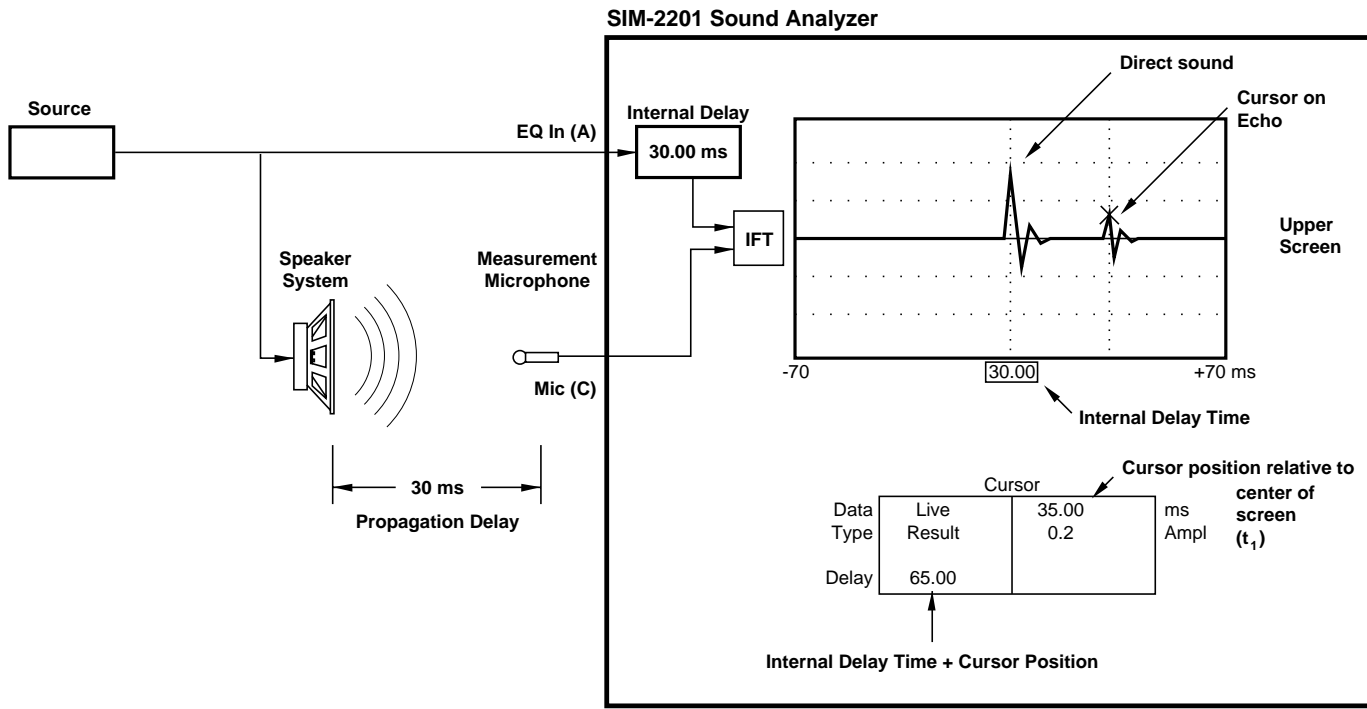 SIM-2201 Sound Analyzer
Direct sound
Source
Internal Delay
Cursor on
Echo
EQ In (A)
30.00 ms
IFT
Upper
Screen
Speaker
System
Measurement
Microphone
-70
30.00
+70 ms
Mic (C)
Internal Delay Time
30 ms
Propagation Delay
Cursor position relative to
center of
screen
(t1)
Cursor
Data
Live
35.00
ms
Type
Result
0.2
Ampl
Delay
65.00
Internal Delay Time + Cursor Position